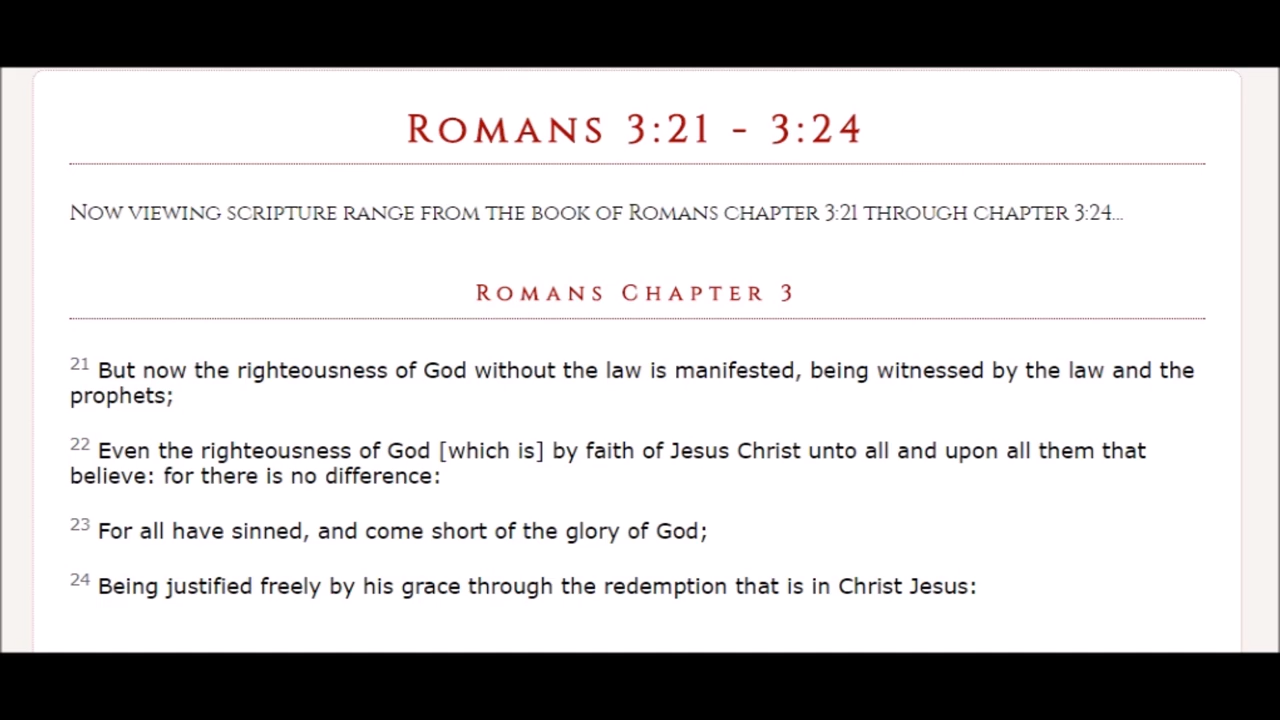 Romans 3:21 - 3:24
Now viewing scripture range from the book of Romans chapter 3:21 through chapter 3:24...
Romans Chapter 3
21 But now the righteousness of God without the law is manifested, being witnessed by the law and the
prophets;
22 Even the righteousness of God [which is] by faith of Jesus Christ unto all and upon all them that
believe: for there is no difference:
23 For all have sinned, and come short of the glory of God;
24 Being justified freely by his grace through the redemption that is in Christ Jesus: